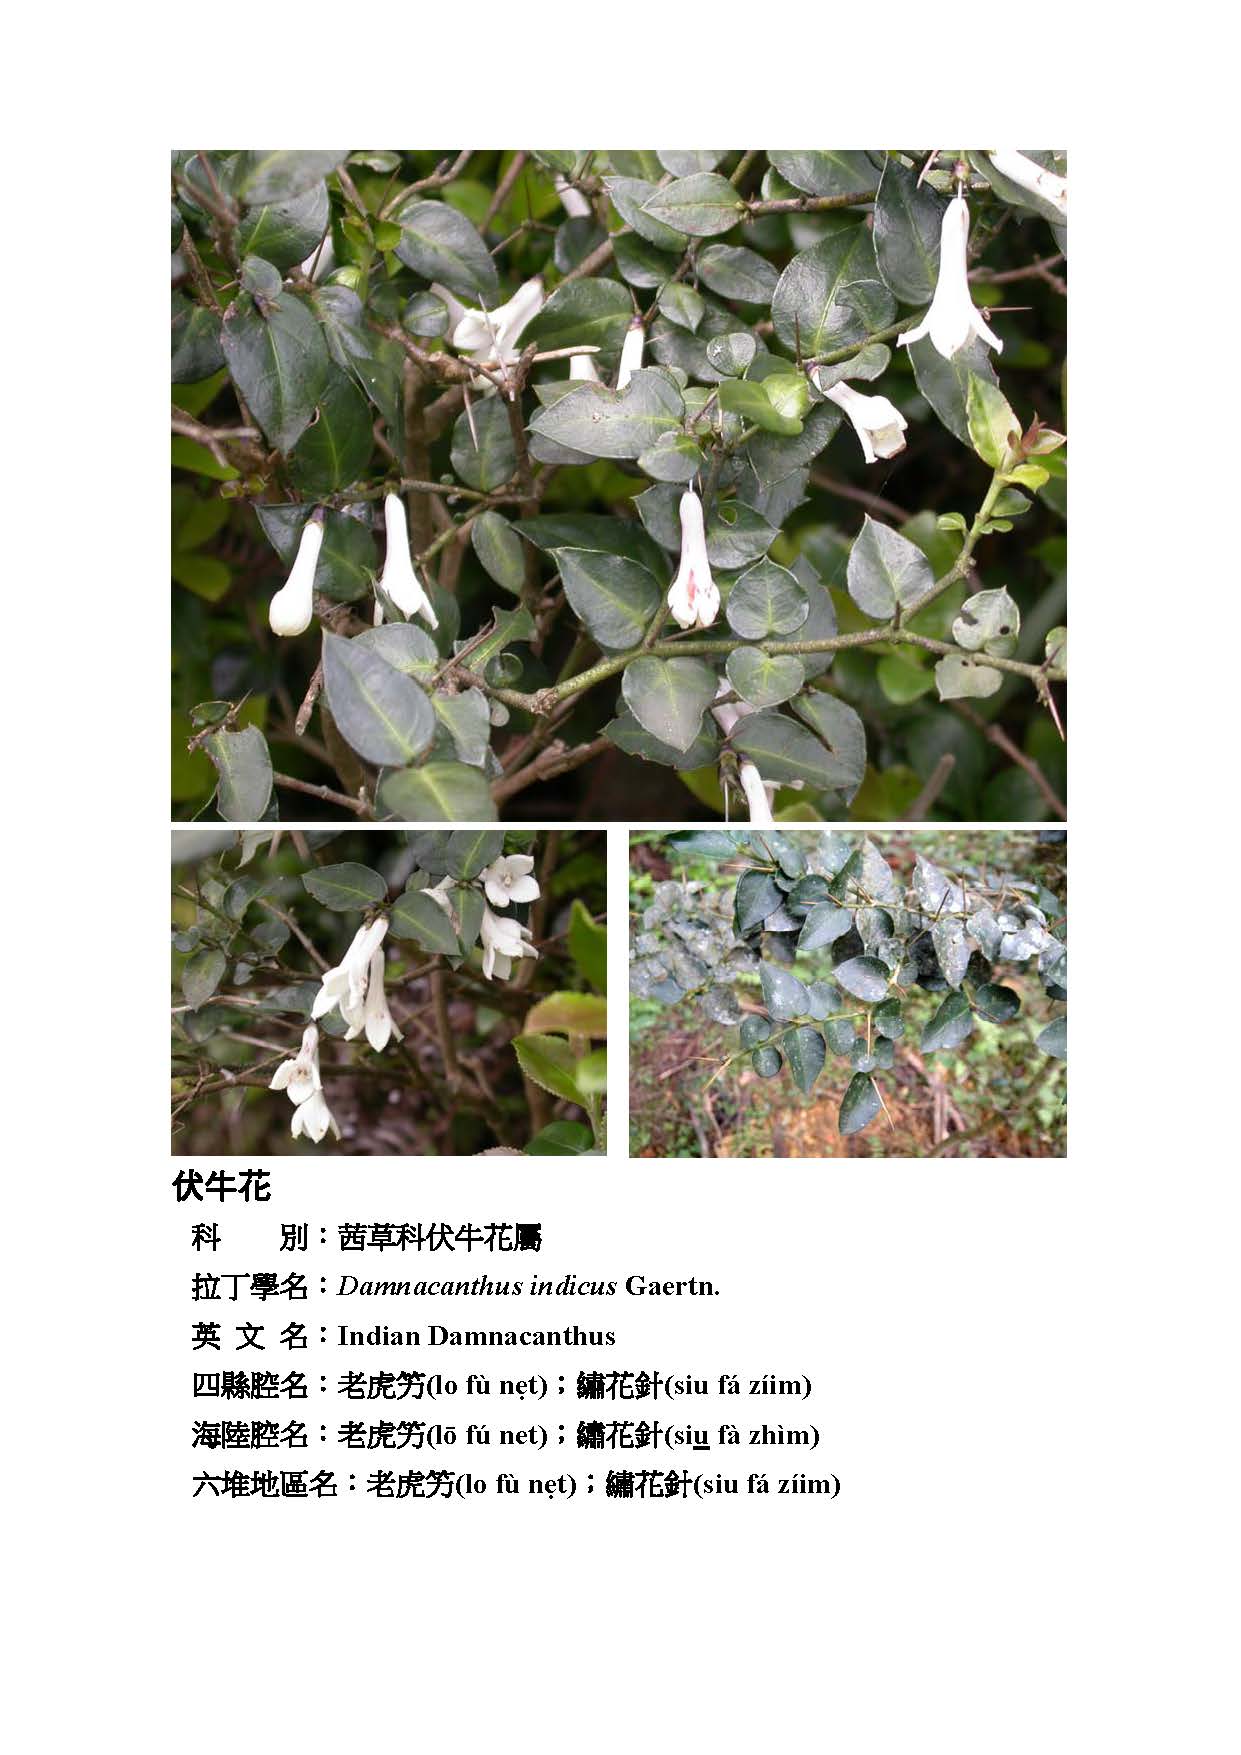 伏牛花
科　　別：茜草科伏牛花屬
拉丁學名：Damnacanthus indicus Gaertn.
英 文 名：Indian Damnacanthus
四縣腔名：老虎竻(lo fù nẹt)；繡花針(siu fá zíim)
海陸腔名：老虎竻(lō fú net)；繡花針(siu̲ fà zhìm)
六堆地區名：老虎竻(lo fù nẹt)；繡花針(siu fá zíim)